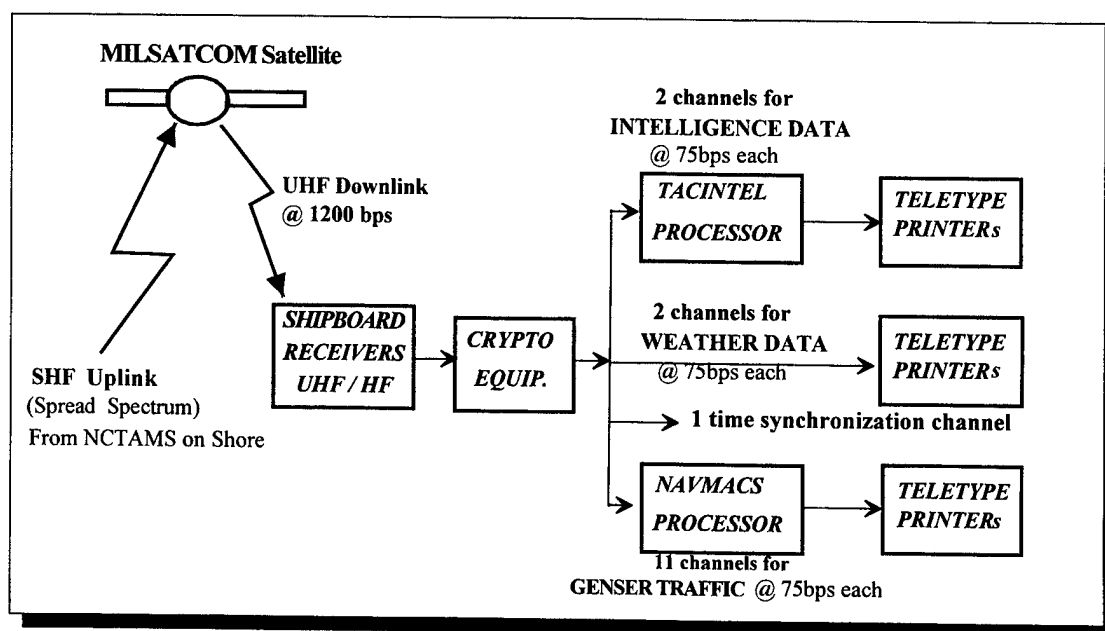 MILSATCOM Satellite
UHF Downlink
@ 1200 bps
SHF Uplink
(Spread Spectrum)
From NCTAMS on Shore
SHIPBOARD
RECEIVERS
UHF / HF
CRYPTO
EQUIP.
2 channels for
INTELLIGENCE DATA
@ 75bps each
TACINTEL
PROCESSOR
TELETYPE
PRINTERs
2 channels for
WEATHER DATA
@ 75bps each
TELETYPE
PRINTERs
1 time synchronization channel
NAVMACS
PROCESSOR
TELETYPE
PRINTERs
11 channels for
GENSER TRAFFIC @ 75bps each